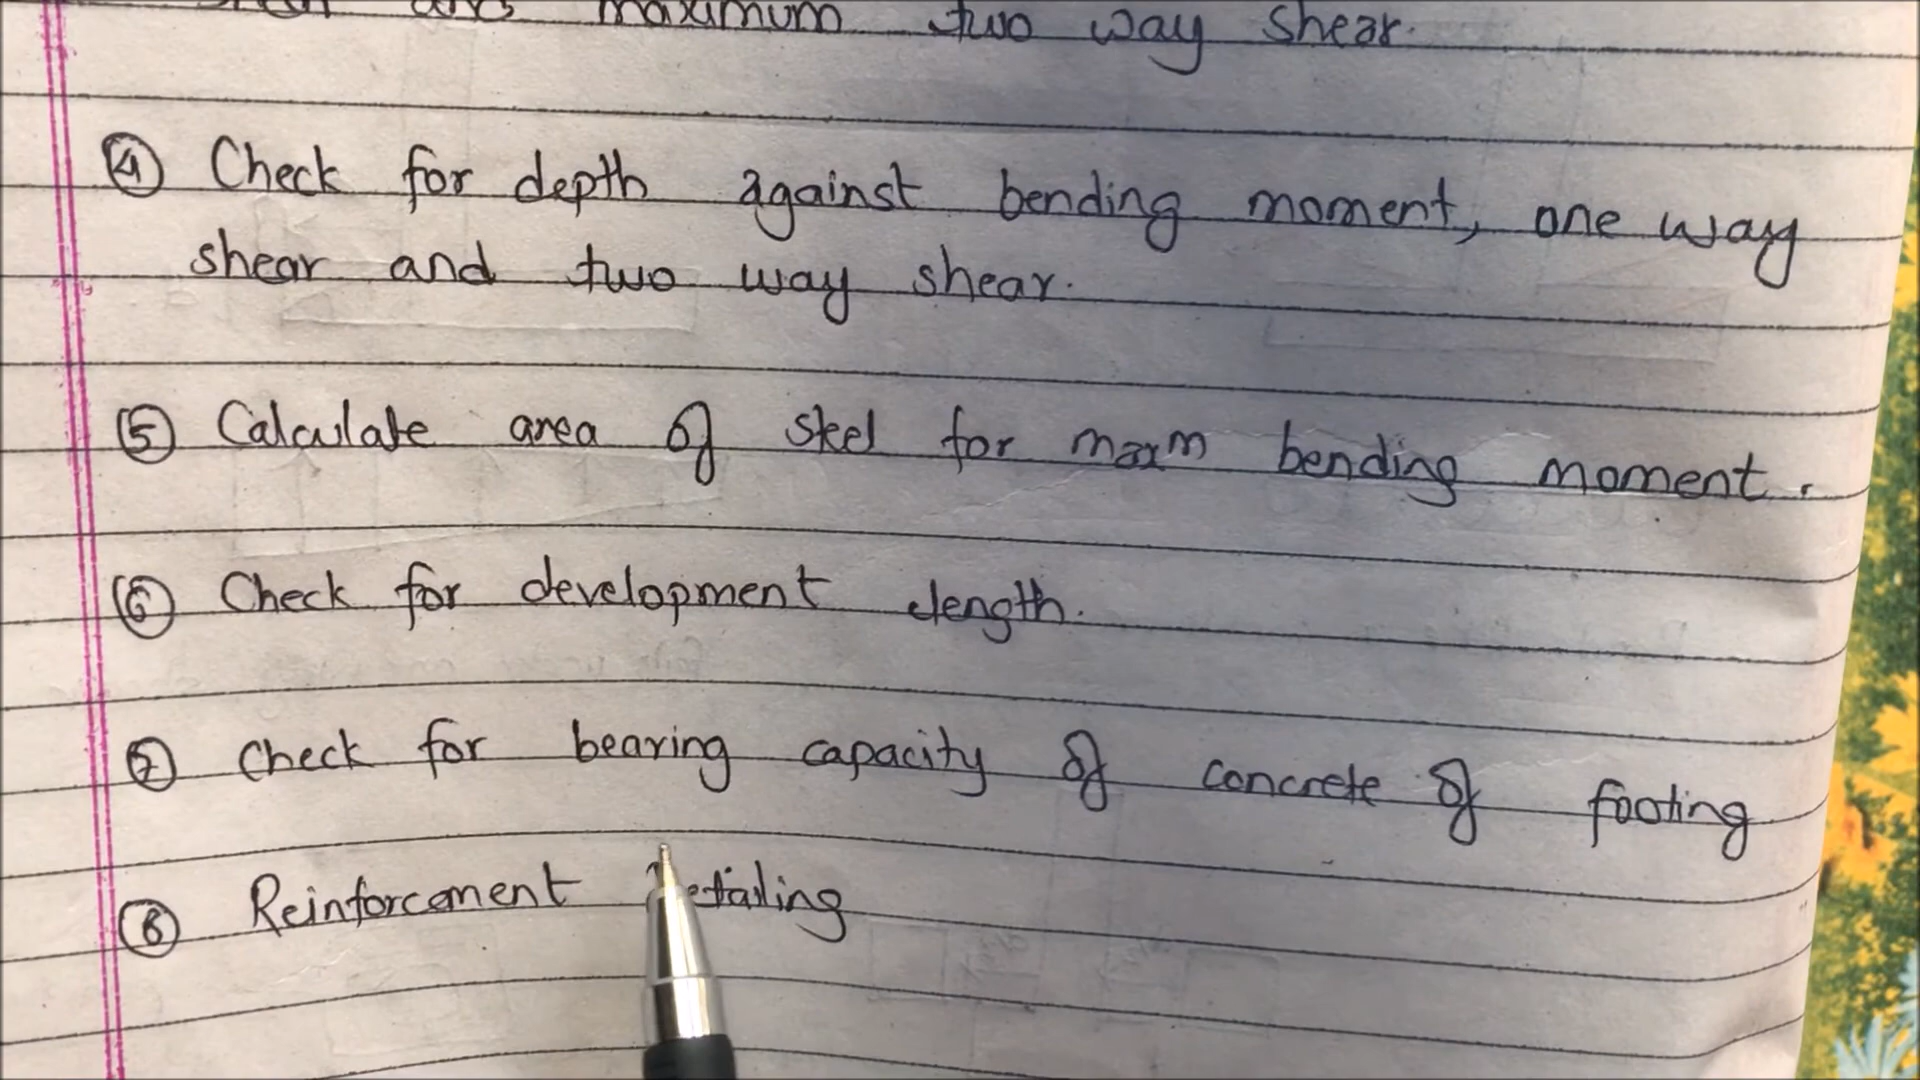 maximum two way shear.
④ Check for depth against bending moment, one way
shear and two way shear.
⑤ Calculate area of steel for maxm bending moment.
⑥ Check for development length.
⑦ Check for bearing capacity of concrete of footing
⑧ Reinforcement Detailing